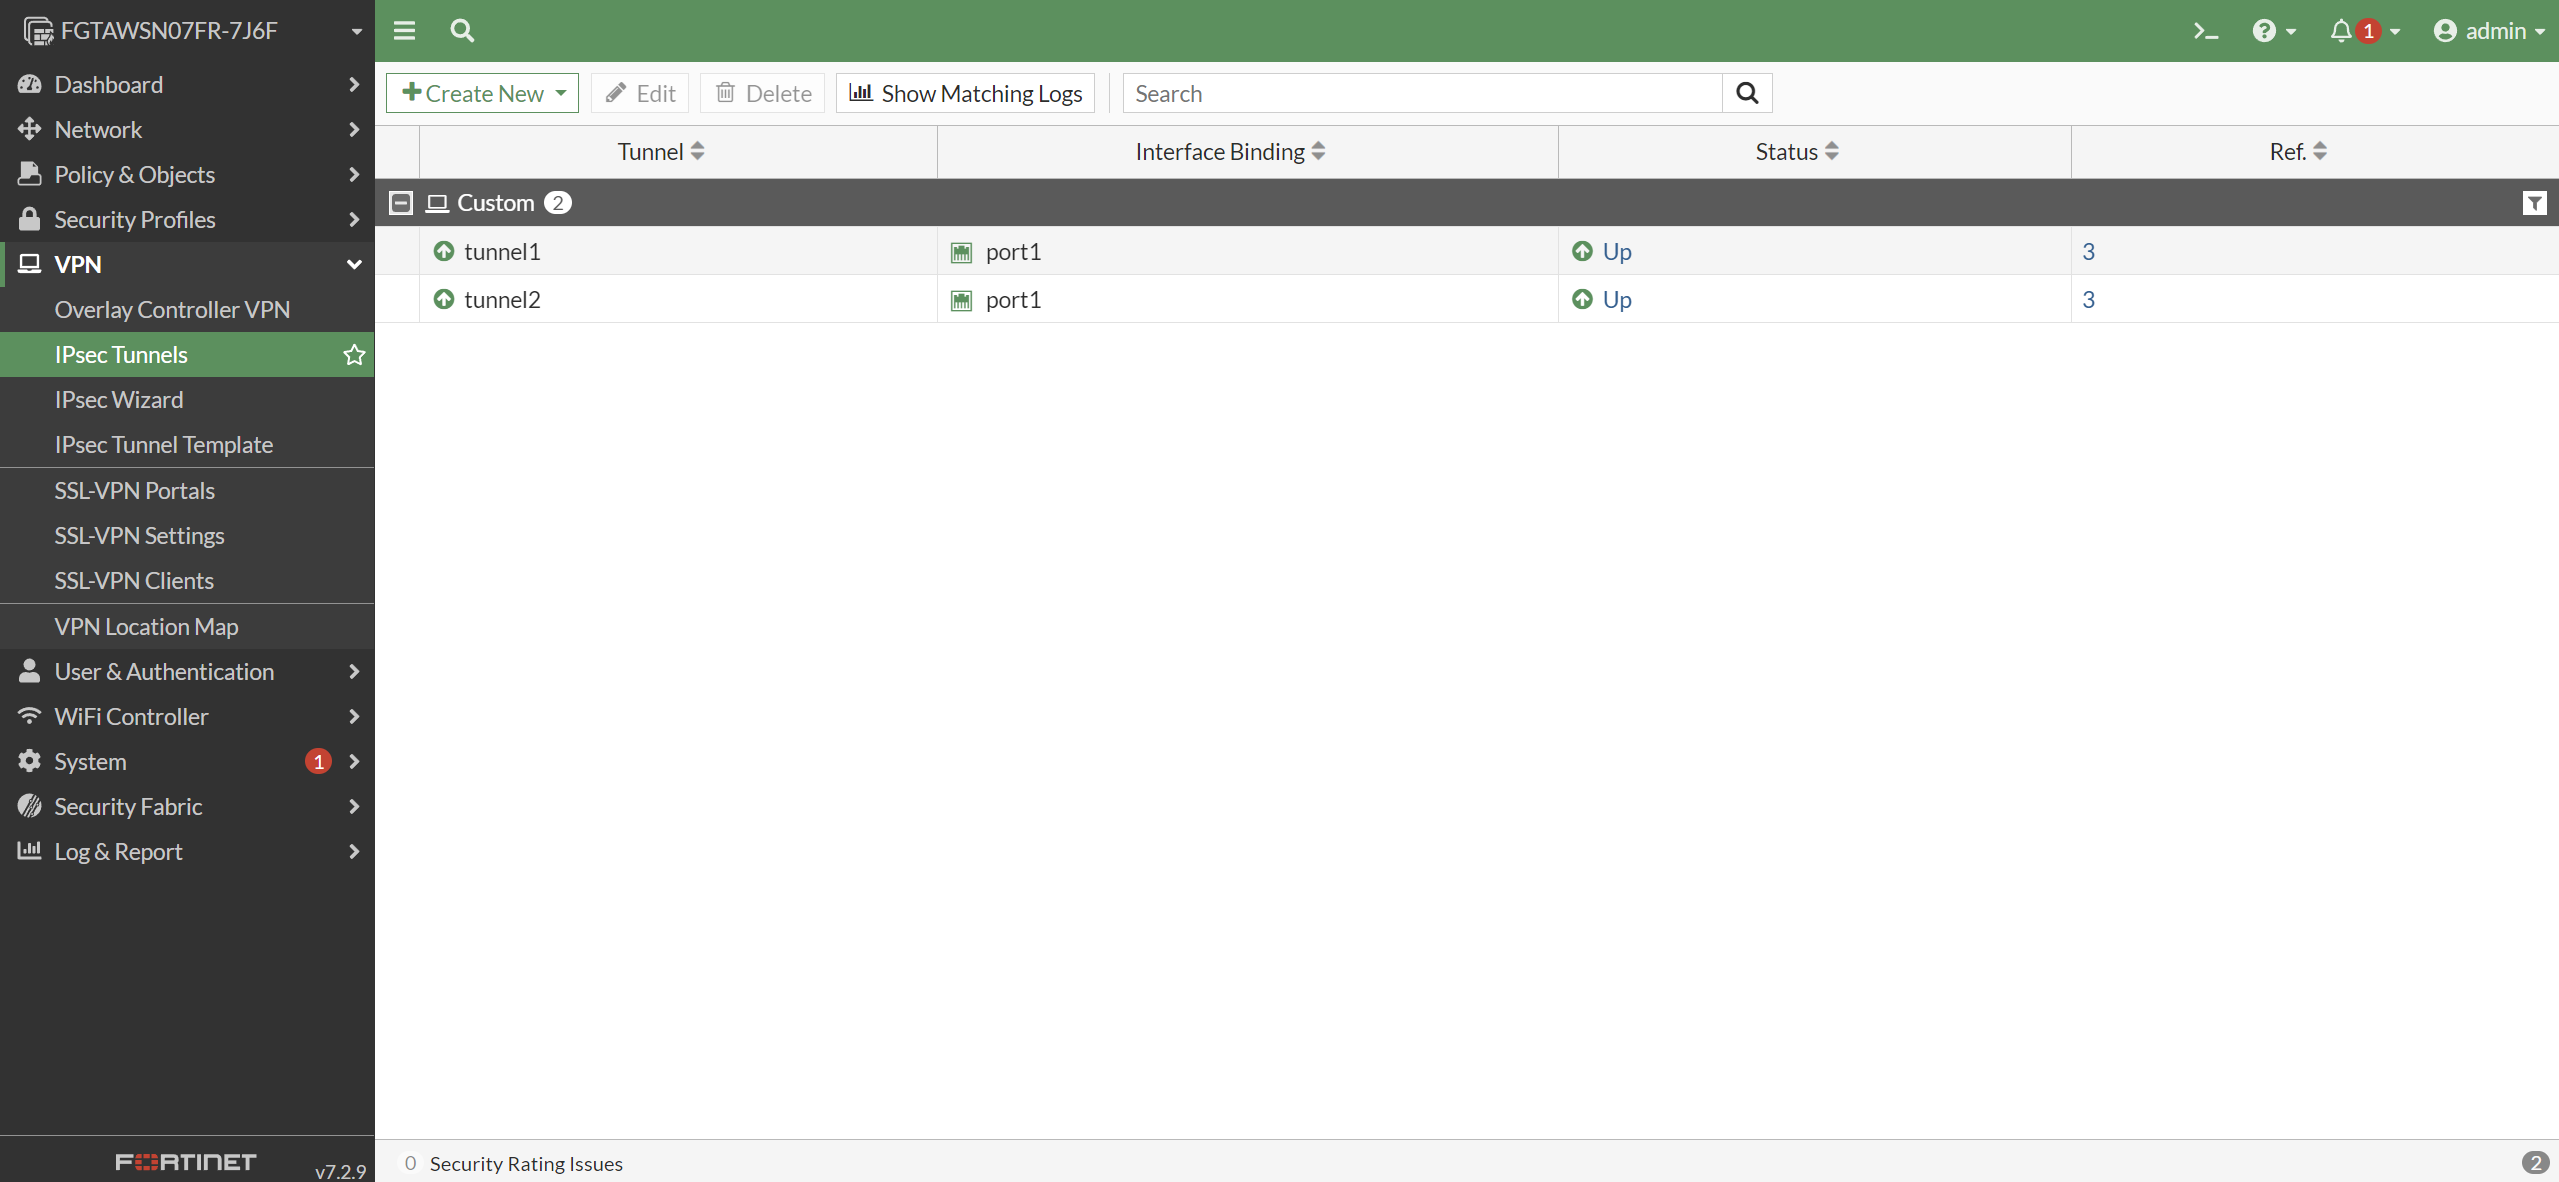 FGTAWSN07FR-7J6F
1
admin
Dashboard
Network
Policy & Objects
Security Profiles
VPN
Overlay Controller VPN
IPsec Tunnels
IPsec Wizard
IPsec Tunnel Template
SSL-VPN Portals
SSL-VPN Settings
SSL-VPN Clients
VPN Location Map
User & Authentication
WiFi Controller
System 1
Security Fabric
Log & Report
FORTINET v7.2.9
Create New Edit Delete Show Matching Logs Search
Tunnel Interface Binding Status Ref.
Custom 2
tunnel1 port1 Up 3
tunnel2 port1 Up 3
0 Security Rating Issues 2